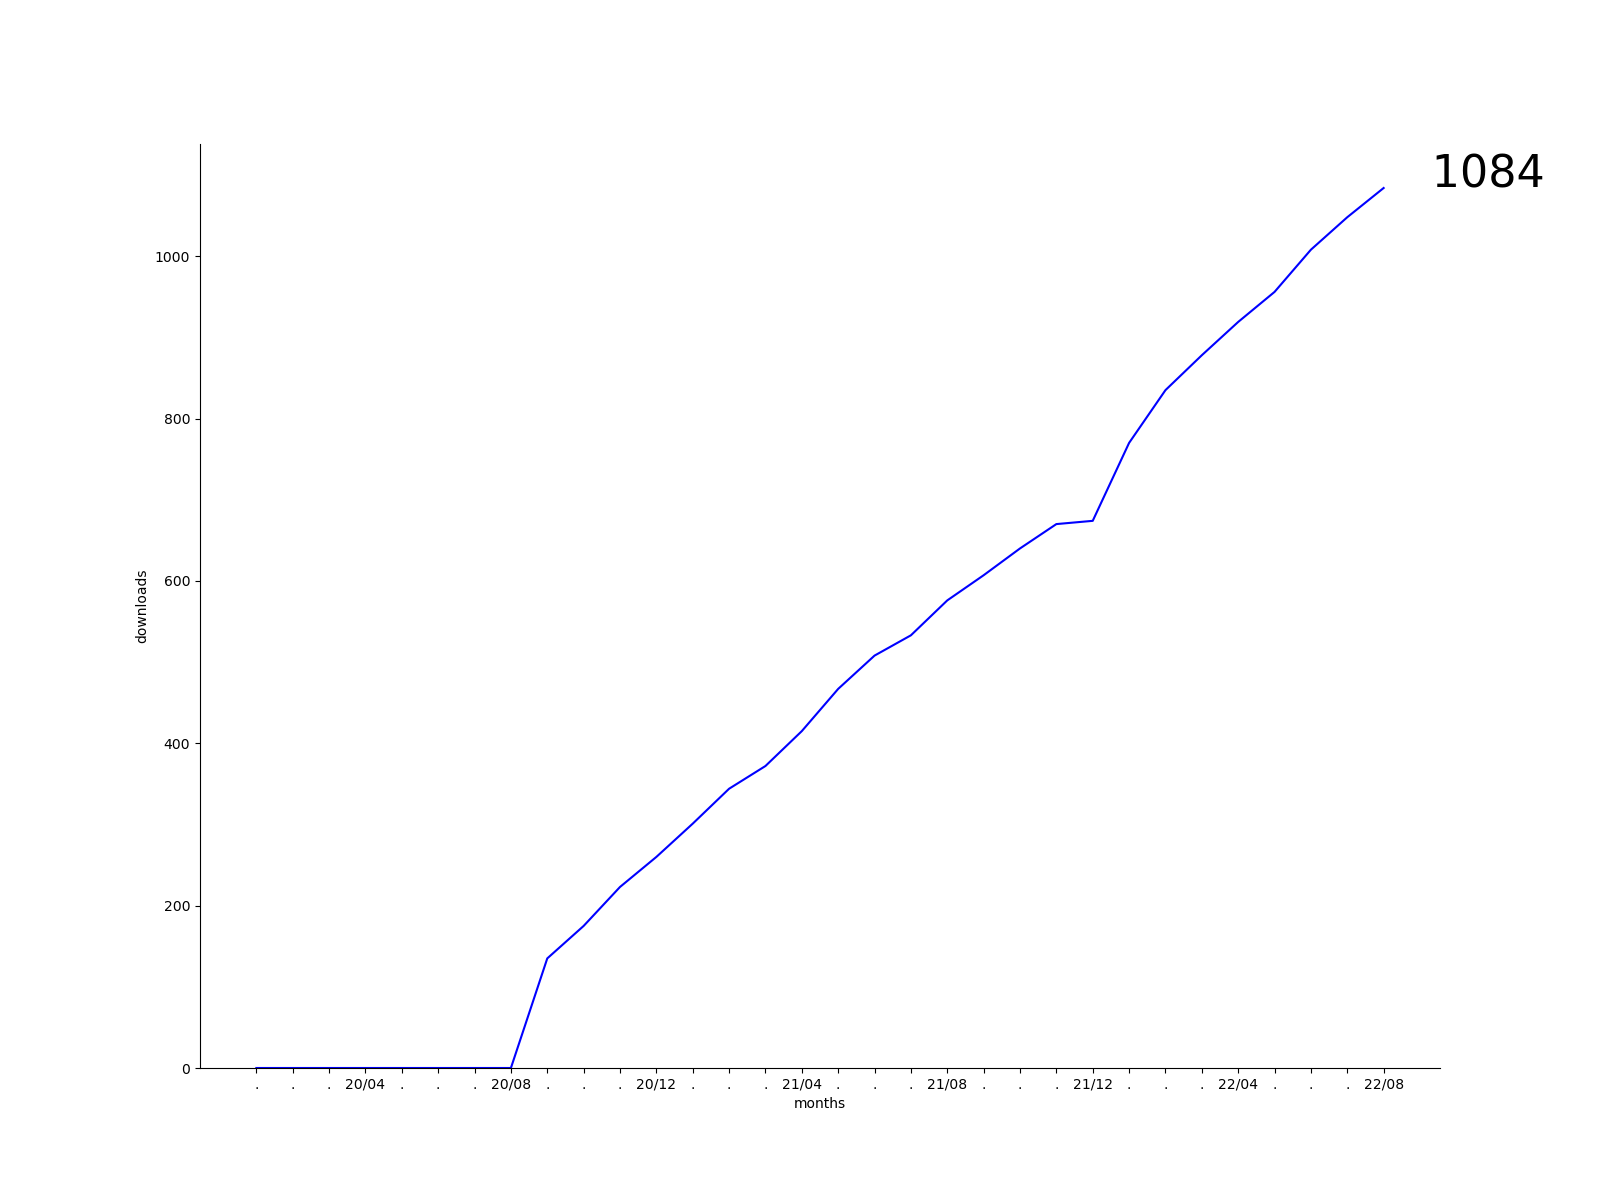 1084
1000
800
600
400
200
0
downloads
. . . 20/04 . . . 20/08 . . . 20/12 . . . 21/04 . . . 21/08 . . . 21/12 . . . 22/04 . . . 22/08
months